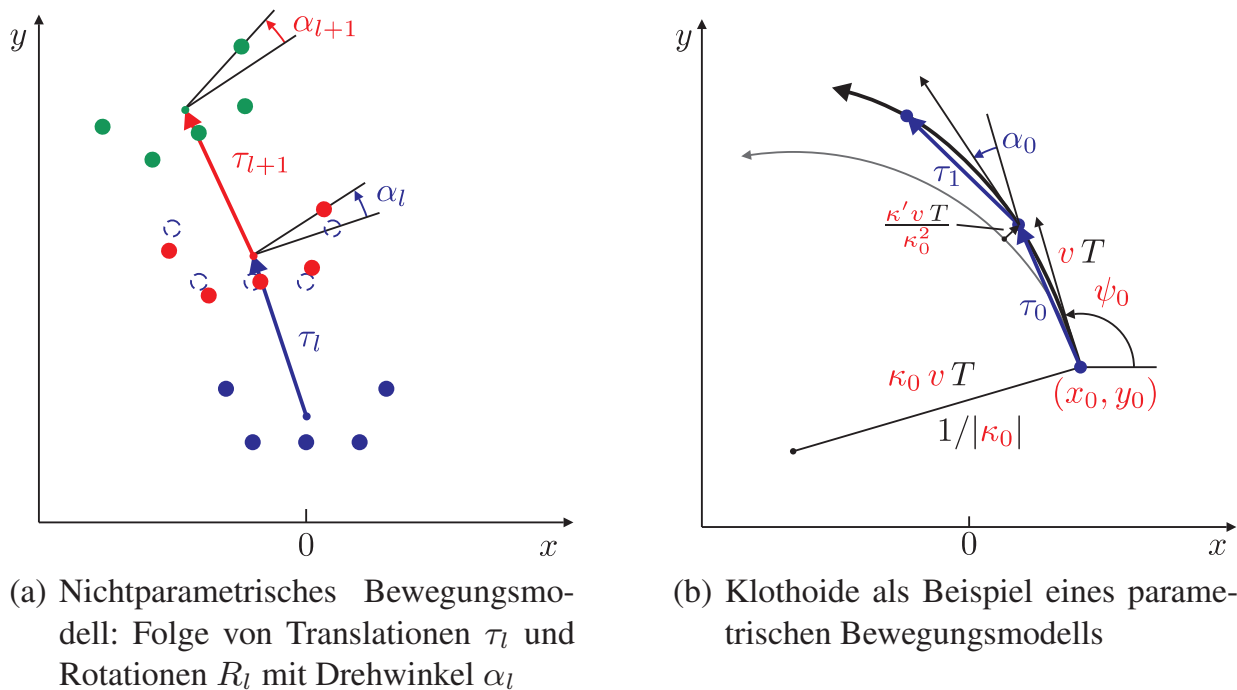 y
α_{l+1}
τ_{l+1}
α_l
τ_l
0
x
y
α_0
τ_1
κ′ v T
κ_0^2
v T
ψ_0
τ_0
κ_0 v T
(x_0, y_0)
1/|κ_0|
0
x
(a) Nichtparametrisches Bewegungsmo-
dell: Folge von Translationen τ_l und
Rotationen R_l mit Drehwinkel α_l
(b) Klothoide als Beispiel eines parame-
trischen Bewegungsmodells